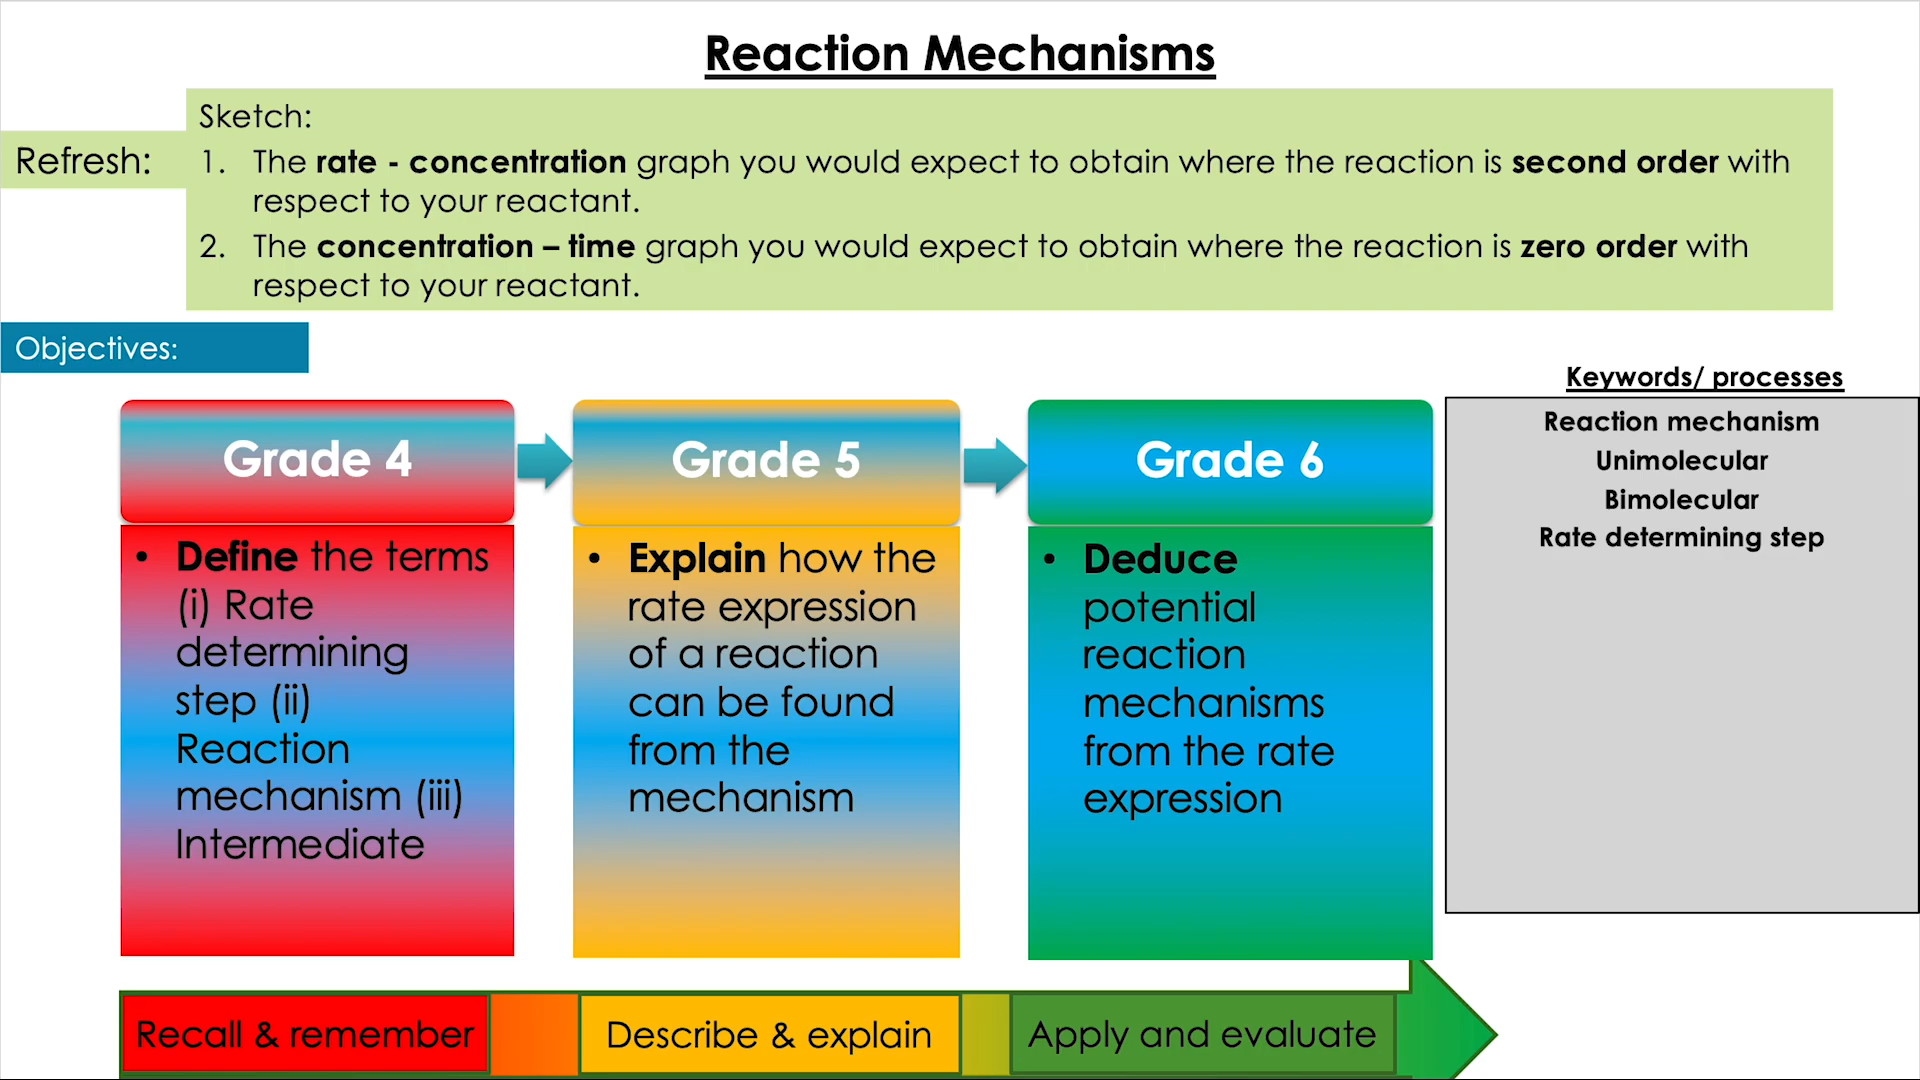 Reaction Mechanisms
Refresh:
Sketch:
1. The rate - concentration graph you would expect to obtain where the reaction is second order with
respect to your reactant.
2. The concentration – time graph you would expect to obtain where the reaction is zero order with
respect to your reactant.
Objectives:
Grade 4
• Define the terms
(i) Rate
determining
step (ii)
Reaction
mechanism (iii)
Intermediate
Grade 5
• Explain how the
rate expression
of a reaction
can be found
from the
mechanism
Grade 6
• Deduce
potential
reaction
mechanisms
from the rate
expression
Keywords/ processes
Reaction mechanism
Unimolecular
Bimolecular
Rate determining step
Recall & remember
Describe & explain
Apply and evaluate